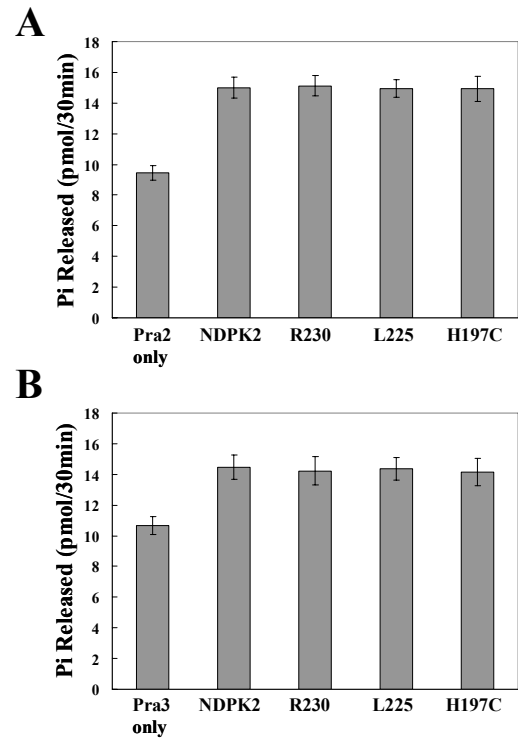 A
18
16
14
12
10
8
6
4
2
0
Pi Released (pmol/30min)
Pra2 only
NDPK2
R230
L225
H197C
B
18
16
14
12
10
8
6
4
2
0
Pi Released (pmol/30min)
Pra3 only
NDPK2
R230
L225
H197C